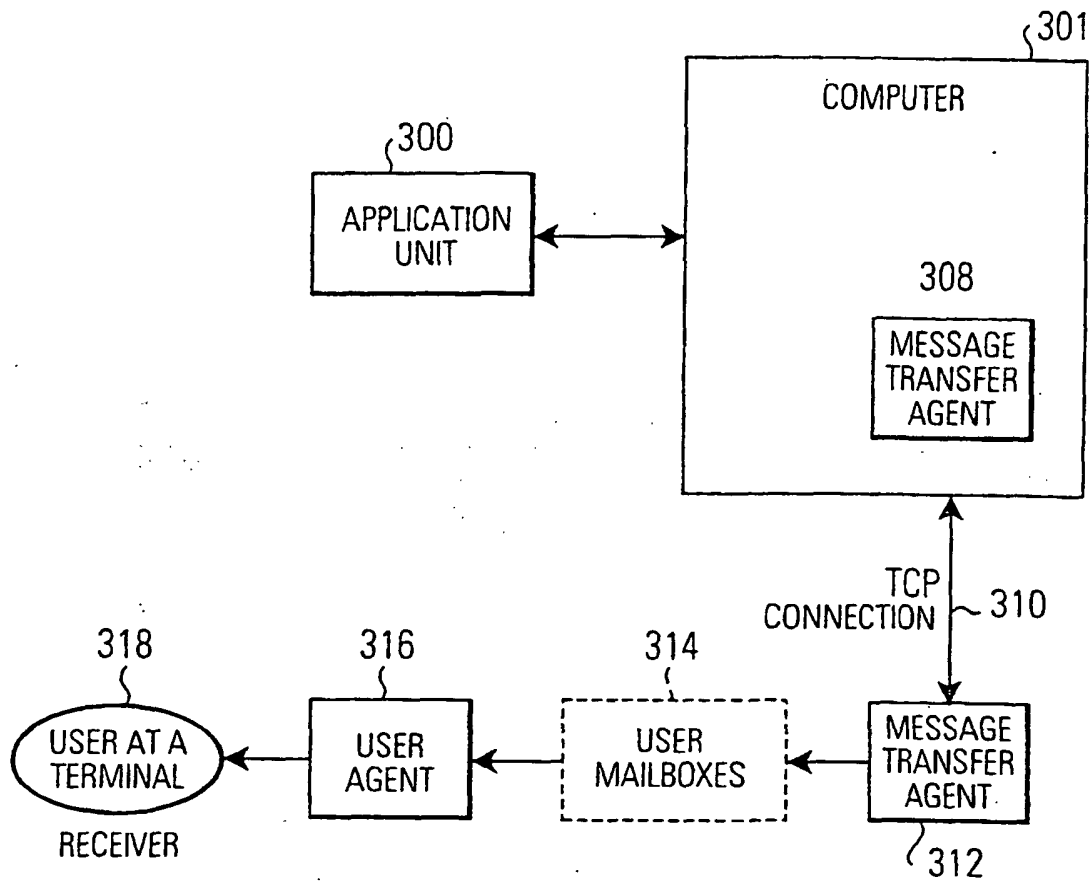 301
COMPUTER
300
APPLICATION
UNIT
308
MESSAGE
TRANSFER
AGENT
TCP
CONNECTION
310
318
316
314
USER AT A
TERMINAL
USER
AGENT
USER
MAILBOXES
MESSAGE
TRANSFER
AGENT
RECEIVER
312